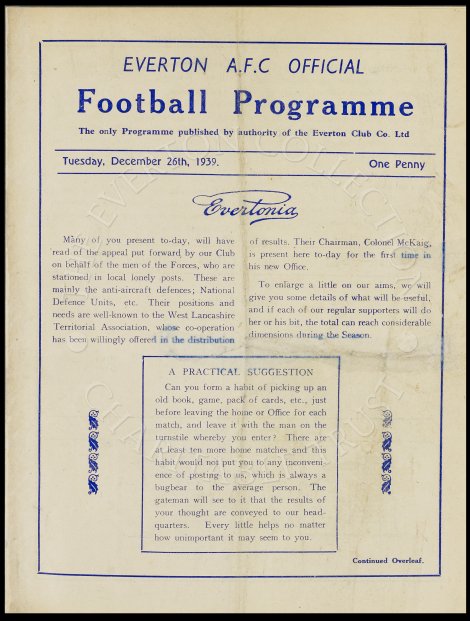 EVERTON A.F.C OFFICIAL
Football Programme
The only Programme published by authority of the Everton Club Co. Ltd
Tuesday, December 26th, 1939.
One Penny
Evertonia
Many of you present to-day, will have
read of the appeal put forward by our Club
on behalf of the men of the Forces, who are
stationed in local lonely posts. These are
mainly the anti-aircraft defences; National
Defence Units, etc. Their positions and
needs are well-known to the West Lancashire
Territorial Association, whose co-operation
has been willingly offered in the distribution
of results. Their Chairman, Colonel McKaig,
is present here to-day for the first time in
his new Office.
To enlarge a little on our aims, we will
give you some details of what will be useful,
and if each of our regular supporters will do
her or his bit, the total can reach considerable
dimensions during the Season.
A PRACTICAL SUGGESTION
Can you form a habit of picking up an
old book, game, pack of cards, etc., just
before leaving the home or Office for each
match, and leave it with the man on the
turnstile whereby you enter? There are
at least ten more home matches and this
habit would not put you to any inconveni-
ence of posting to us, which is always a
bugbear to the average person. The
gateman will see to it that the results of
your thought are conveyed to our head-
quarters. Every little helps no matter
how unimportant it may seem to you.
Continued Overleaf.
EVERTON COLLECTION
CHARITABLE TRUST